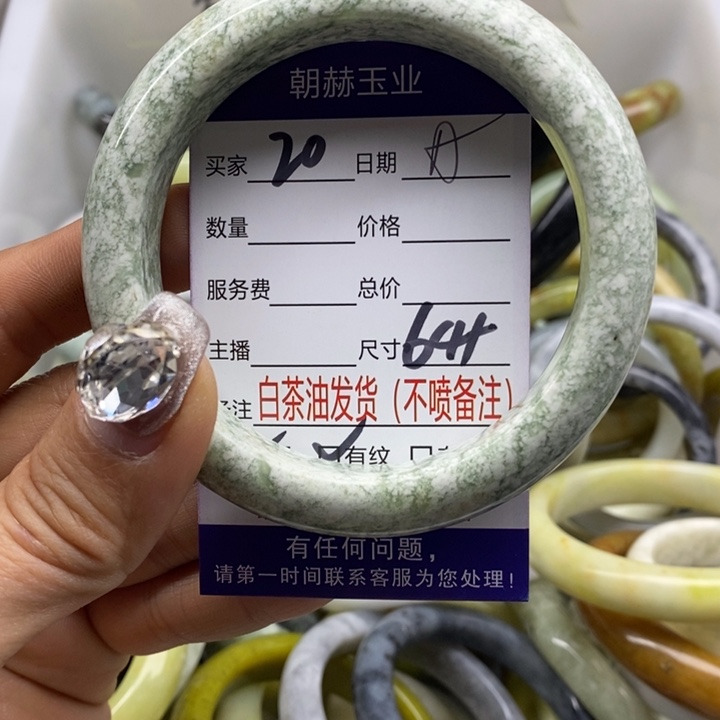 朝赫玉业
买家 20 日期 A
数量 价格
服务费 总价
主播 尺寸 64
注 白茶油发货（不喷备注）
有纹
有任何问题，
请第一时间联系客服为您处理！